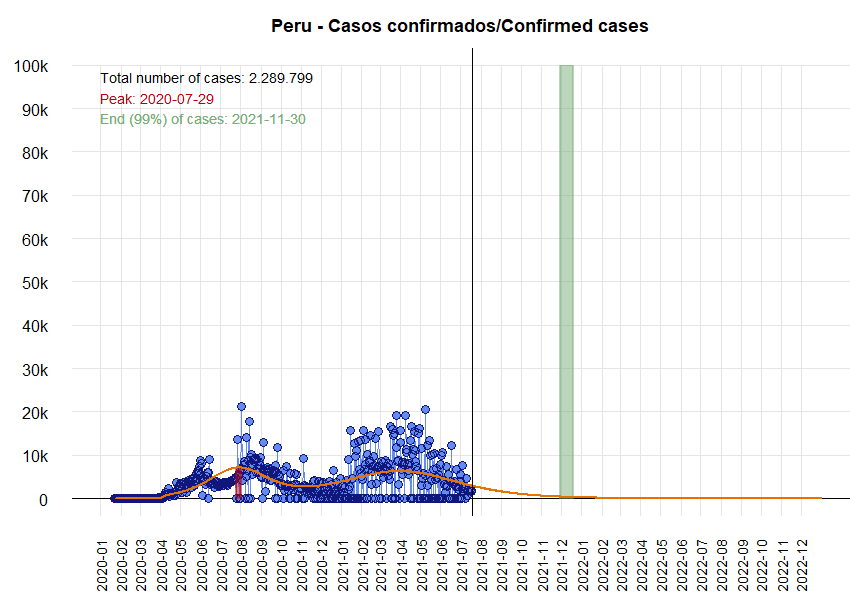 Peru - Casos confirmados/Confirmed cases
100k
90k
80k
70k
60k
50k
40k
30k
20k
10k
0
Total number of cases: 2.289.799
Peak: 2020-07-29
End (99%) of cases: 2021-11-30
2020-01
2020-02
2020-03
2020-04
2020-05
2020-06
2020-07
2020-08
2020-09
2020-10
2020-11
2020-12
2021-01
2021-02
2021-03
2021-04
2021-05
2021-06
2021-07
2021-08
2021-09
2021-10
2021-11
2021-12
2022-01
2022-02
2022-03
2022-04
2022-05
2022-06
2022-07
2022-08
2022-09
2022-10
2022-11
2022-12